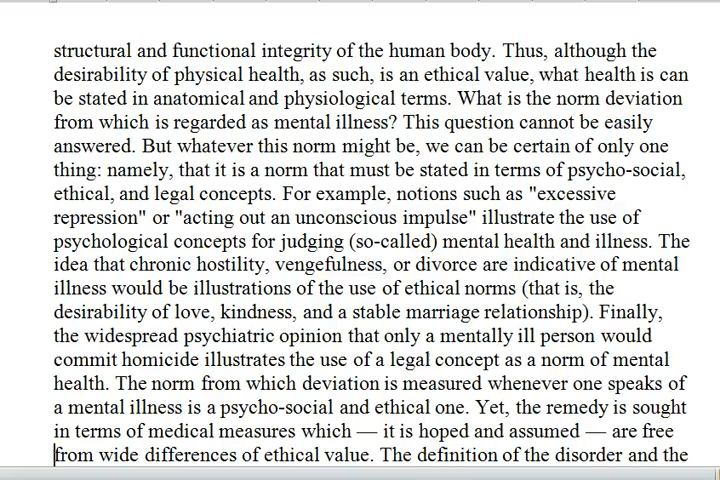 structural and functional integrity of the human body. Thus, although the
desirability of physical health, as such, is an ethical value, what health is can
be stated in anatomical and physiological terms. What is the norm deviation
from which is regarded as mental illness? This question cannot be easily
answered. But whatever this norm might be, we can be certain of only one
thing: namely, that it is a norm that must be stated in terms of psycho-social,
ethical, and legal concepts. For example, notions such as "excessive
repression" or "acting out an unconscious impulse" illustrate the use of
psychological concepts for judging (so-called) mental health and illness. The
idea that chronic hostility, vengefulness, or divorce are indicative of mental
illness would be illustrations of the use of ethical norms (that is, the
desirability of love, kindness, and a stable marriage relationship). Finally,
the widespread psychiatric opinion that only a mentally ill person would
commit homicide illustrates the use of a legal concept as a norm of mental
health. The norm from which deviation is measured whenever one speaks of
a mental illness is a psycho-social and ethical one. Yet, the remedy is sought
in terms of medical measures which — it is hoped and assumed — are free
from wide differences of ethical value. The definition of the disorder and the